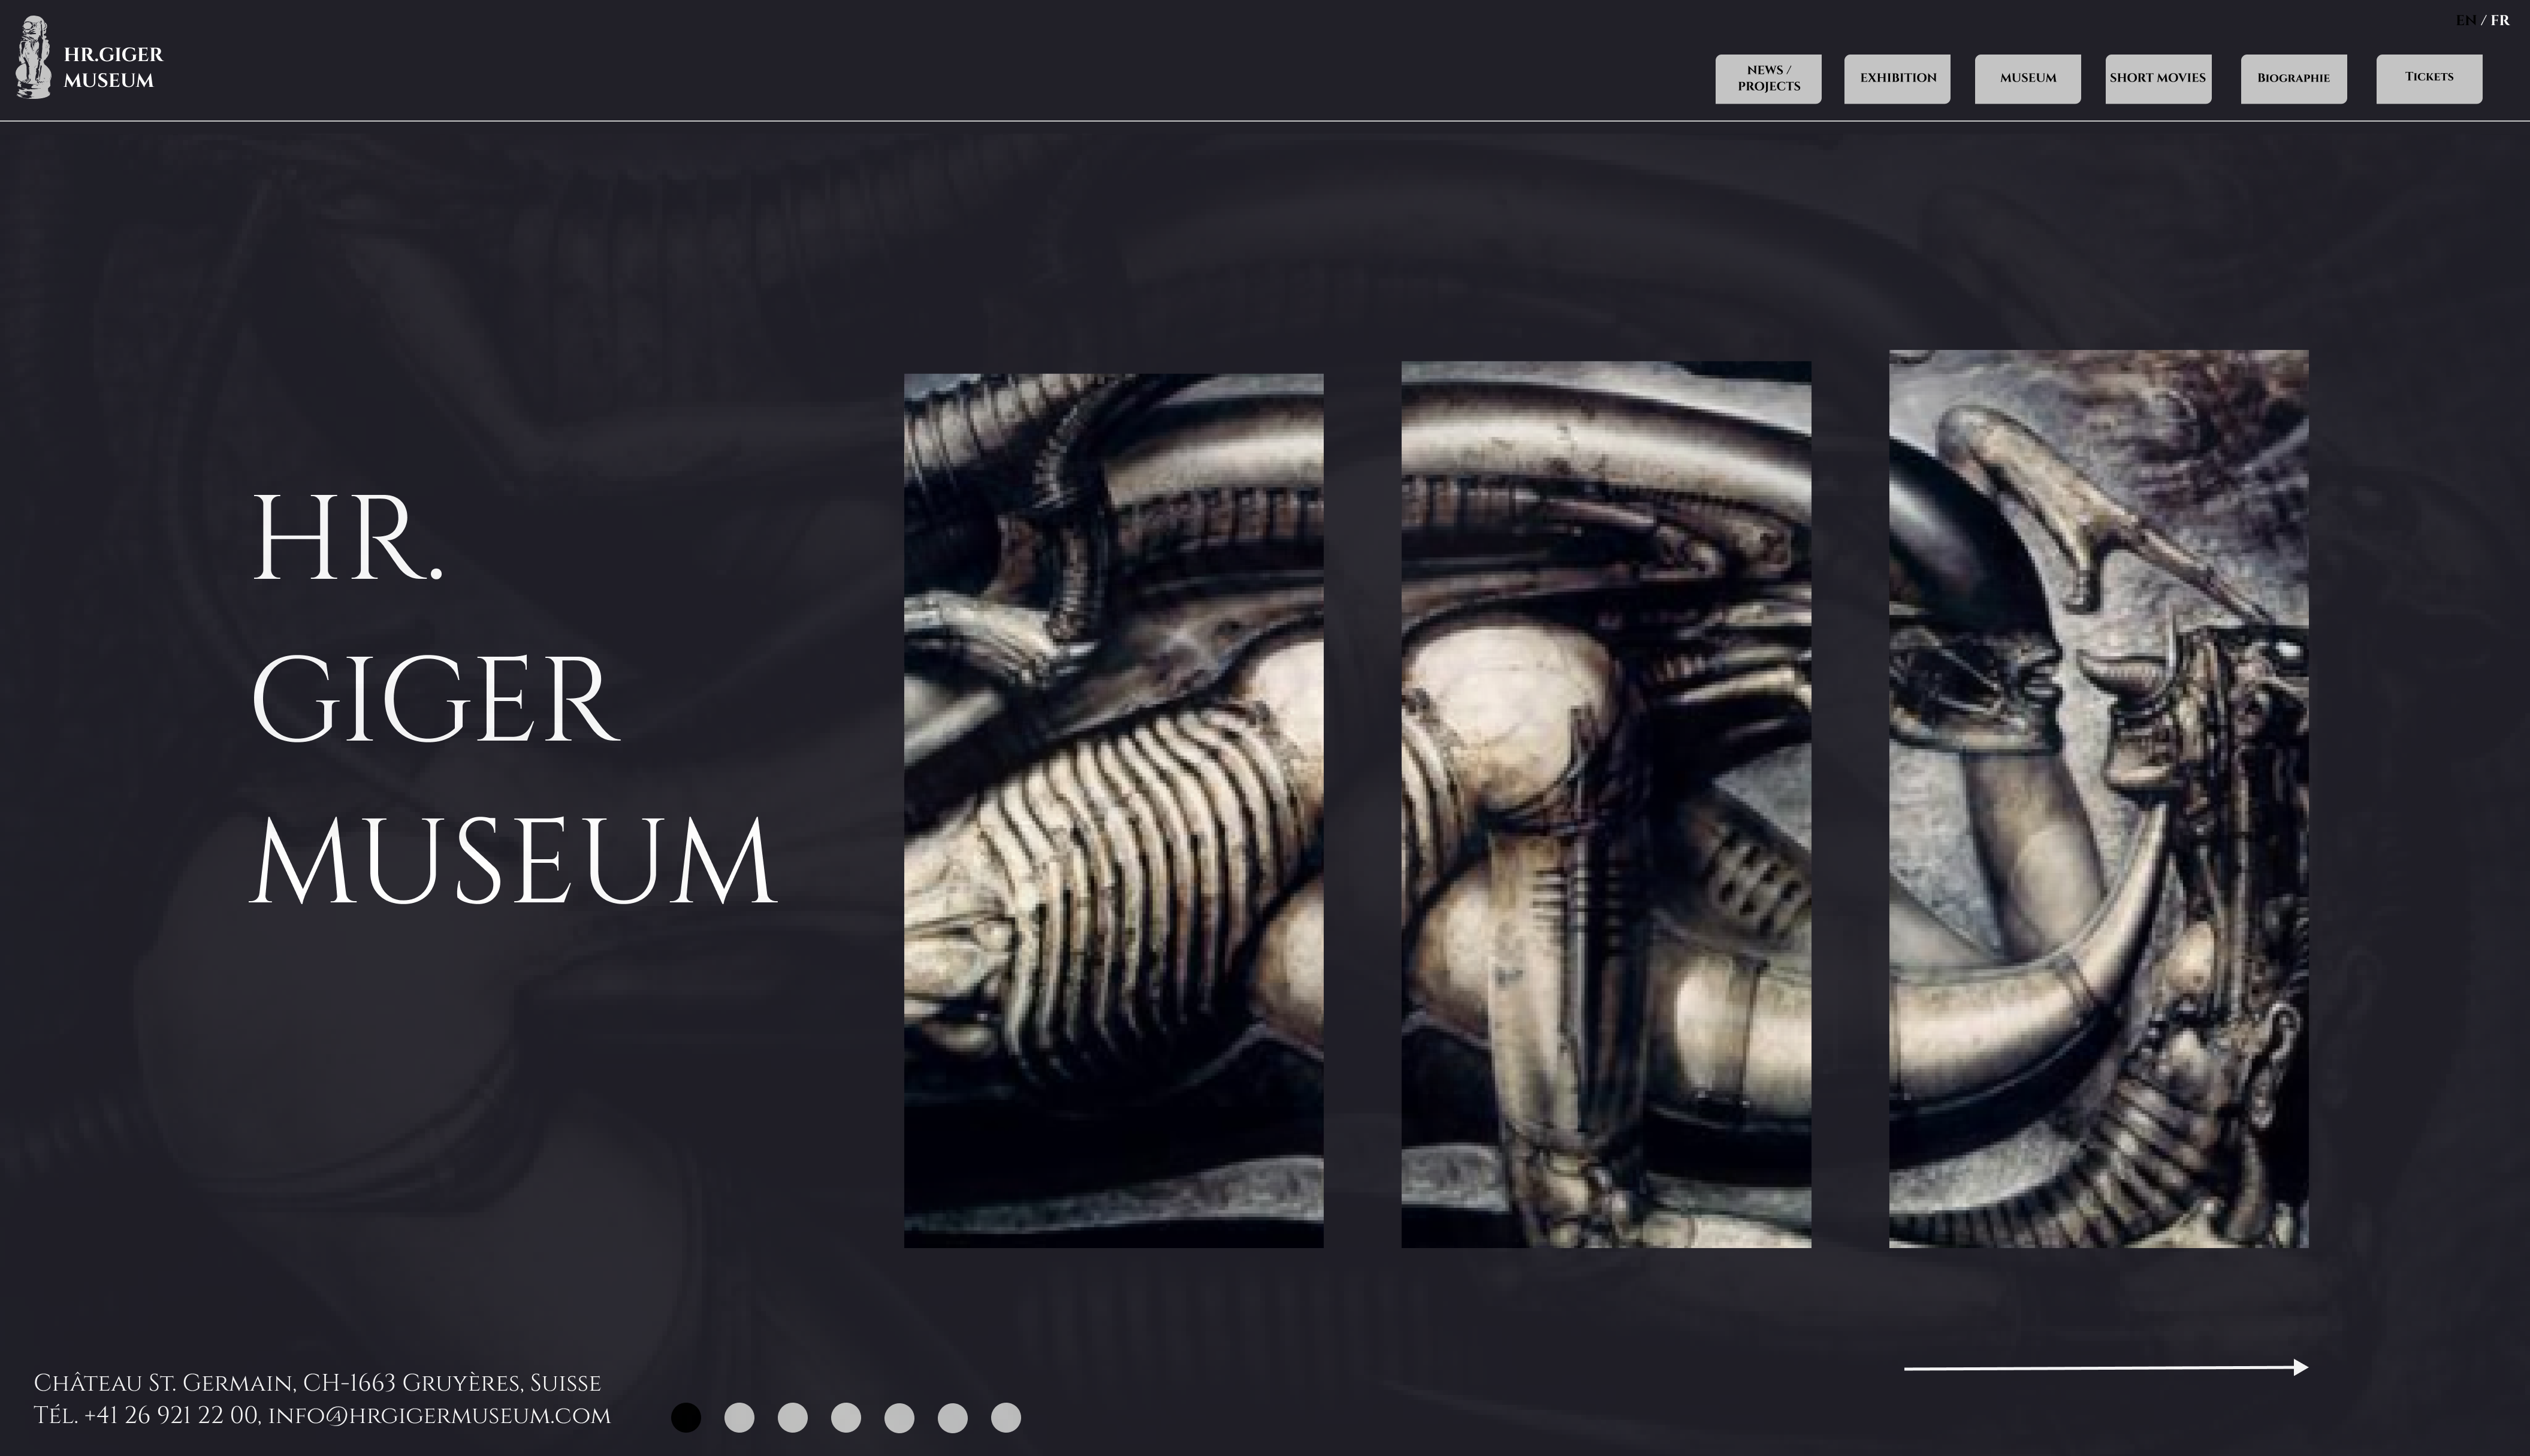 EN / FR
HR.GIGER
MUSEUM
NEWS /
PROJECTS
EXHIBITION
MUSEUM
SHORT MOVIES
Biographie
Tickets
HR.
GIGER
MUSEUM
Château St. Germain, CH-1663 Gruyères, Suisse
Tél. +41 26 921 22 00, info@hrgigermuseum.com